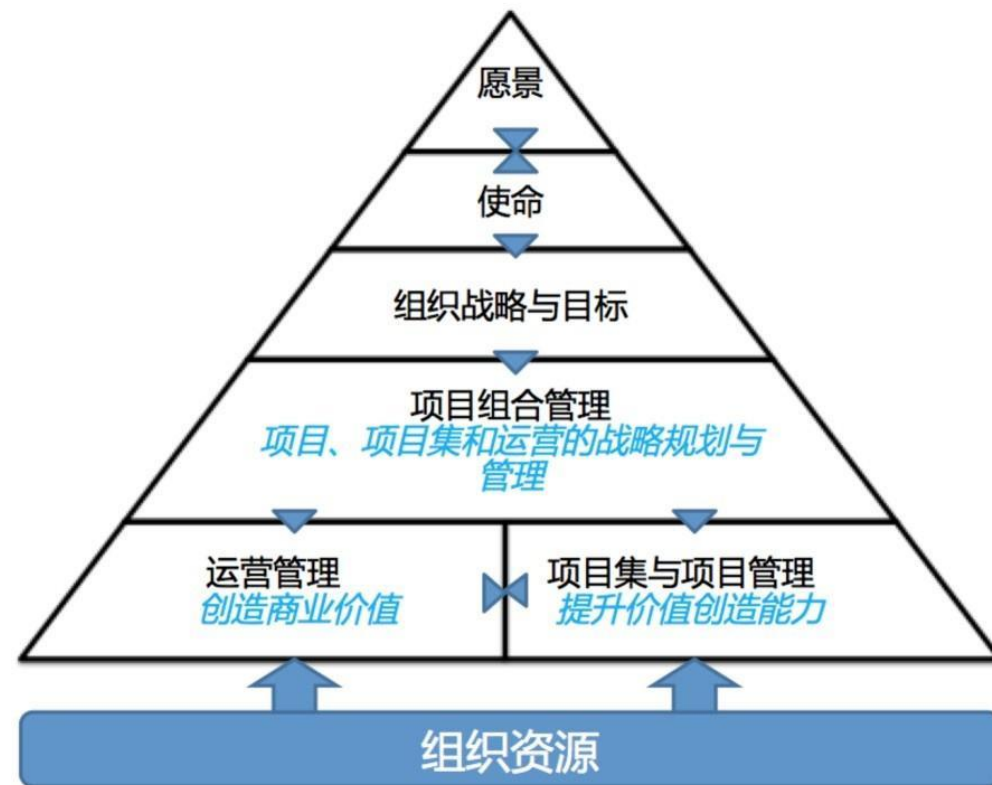 愿景
使命
组织战略与目标
项目组合管理
项目、项目集和运营的战略规划与
管理
运营管理
创造商业价值
项目集与项目管理
提升价值创造能力
组织资源